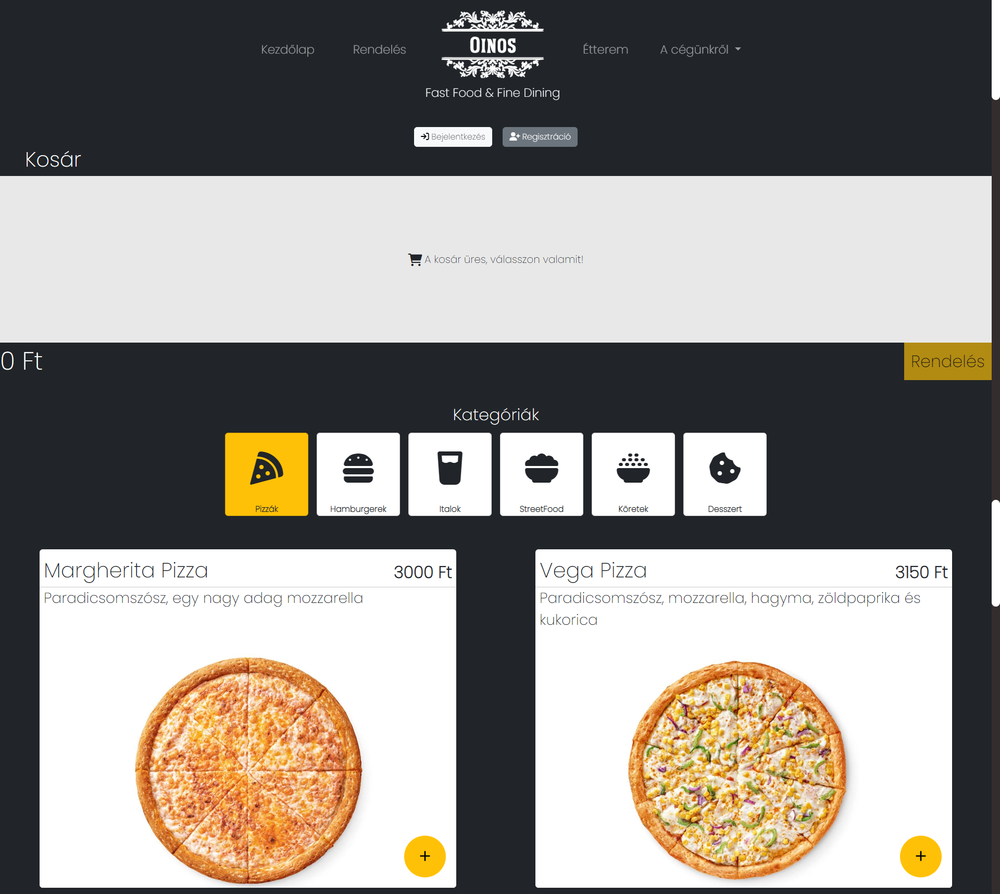 Kezdőlap
Rendelés
OINOS
Étterem
A cégünkről
Fast Food & Fine Dining
Bejelentkezés
Regisztráció
Kosár
A kosár üres, válasszon valamit!
0 Ft
Rendelés
Kategóriák
Pizzák
Hamburgerek
Italok
StreetFood
Köretek
Desszert
Margherita Pizza
3000 Ft
Paradicsomszósz, egy nagy adag mozzarella
Vega Pizza
3150 Ft
Paradicsomszósz, mozzarella, hagyma, zöldpaprika és
kukorica
+
+